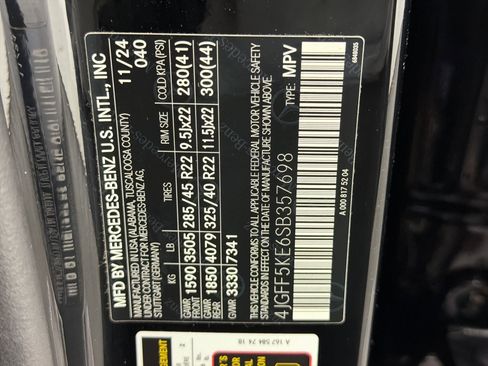 MFD BY MERCEDES-BENZ U.S. INTL., INC
MANUFACTURED IN USA (ALABAMA, TUSCALOOSA COUNTY)
UNDER CONTRACT FOR MERCEDES-BENZ AG,
STUTTGART (GERMANY)
11/24
040
KG LB TIRES RIM SIZE COLD KPA (PSI)
GAWR FRONT 1590 3505 285/45 R22 9.5Jx22 280(41)
GAWR REAR 1850 4079 325/40 R22 11.5Jx22 300(44)
GVWR 3330 7341
THIS VEHICLE CONFORMS TO ALL APPLICABLE FEDERAL MOTOR VEHICLE SAFETY
STANDARDS IN EFFECT ON THE DATE OF MANUFACTURE SHOWN ABOVE.
4JGFF5KE6SB357698 TYPE: MPV
A 000 817 52 04
A 167 584 74 18